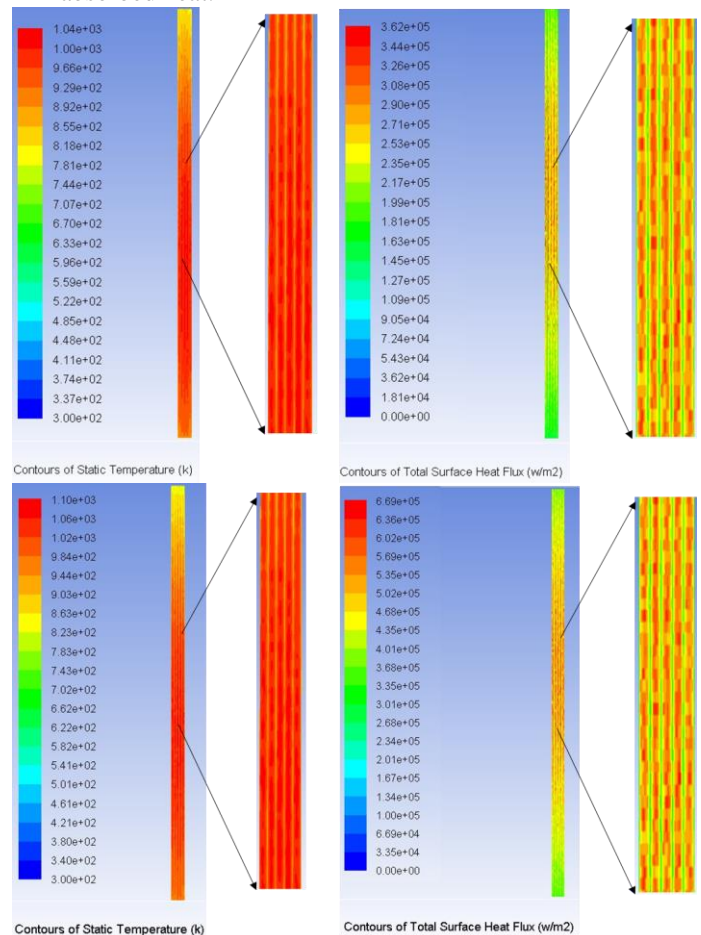 1.04e+03
1.00e+03
9.66e+02
9.29e+02
8.92e+02
8.55e+02
8.18e+02
7.81e+02
7.44e+02
7.07e+02
6.70e+02
6.33e+02
5.96e+02
5.59e+02
5.22e+02
4.85e+02
4.48e+02
4.11e+02
3.74e+02
3.37e+02
3.00e+02
Contours of Static Temperature (k)
3.62e+05
3.44e+05
3.26e+05
3.08e+05
2.90e+05
2.71e+05
2.53e+05
2.35e+05
2.17e+05
1.99e+05
1.81e+05
1.63e+05
1.45e+05
1.27e+05
1.09e+05
9.05e+04
7.24e+04
5.43e+04
3.62e+04
1.81e+04
0.00e+00
Contours of Total Surface Heat Flux (w/m2)
1.10e+03
1.06e+03
1.02e+03
9.84e+02
9.44e+02
9.03e+02
8.63e+02
8.23e+02
7.83e+02
7.43e+02
7.02e+02
6.62e+02
6.22e+02
5.82e+02
5.41e+02
5.01e+02
4.61e+02
4.21e+02
3.80e+02
3.40e+02
3.00e+02
Contours of Static Temperature (k)
6.69e+05
6.36e+05
6.02e+05
5.69e+05
5.35e+05
5.02e+05
4.68e+05
4.35e+05
4.01e+05
3.68e+05
3.35e+05
3.01e+05
2.68e+05
2.34e+05
2.01e+05
1.67e+05
1.34e+05
1.00e+05
6.69e+04
3.35e+04
0.00e+00
Contours of Total Surface Heat Flux (w/m2)